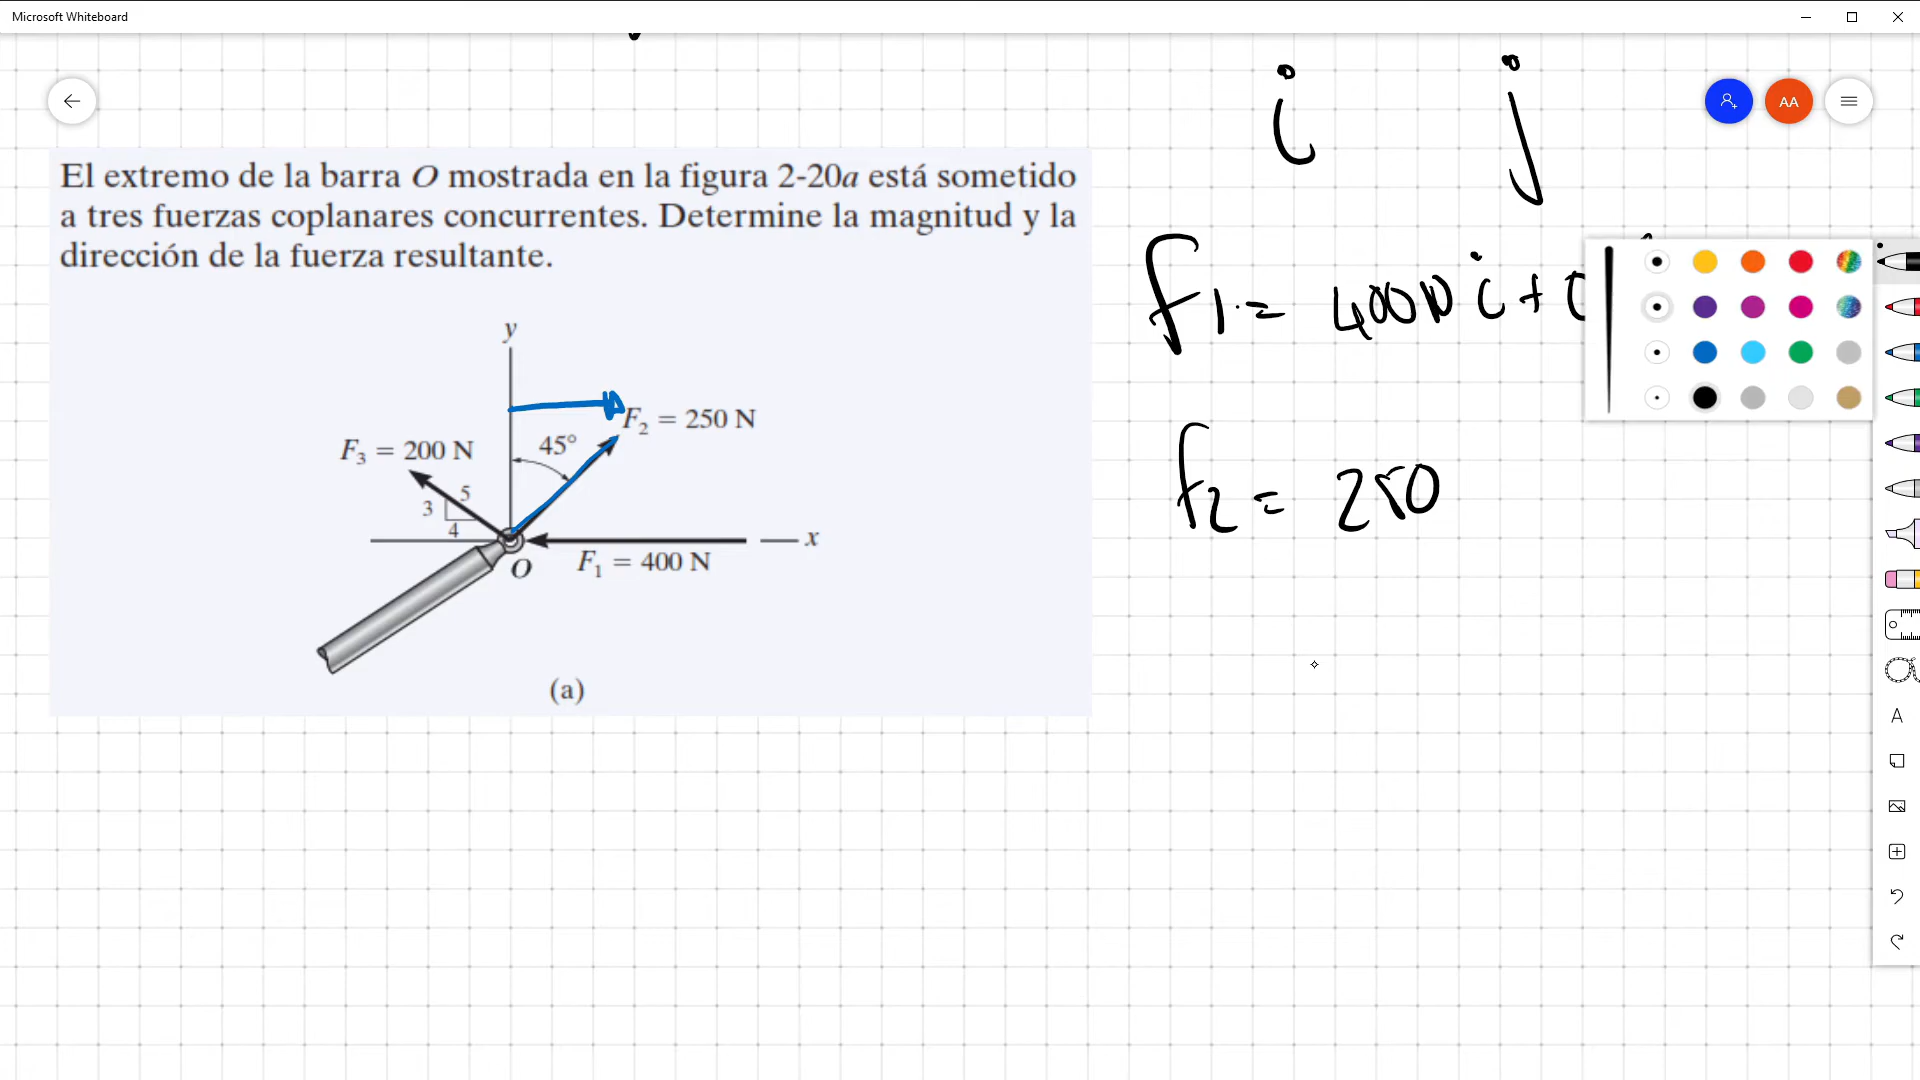 Microsoft Whiteboard
AA
El extremo de la barra O mostrada en la figura 2-20a está sometido
a tres fuerzas coplanares concurrentes. Determine la magnitud y la
dirección de la fuerza resultante.
y
F₂ = 250 N
45°
F₃ = 200 N
5
3
4
x
F₁ = 400 N
O
(a)
i j
F1 = 400N i +
F2 = 250
A